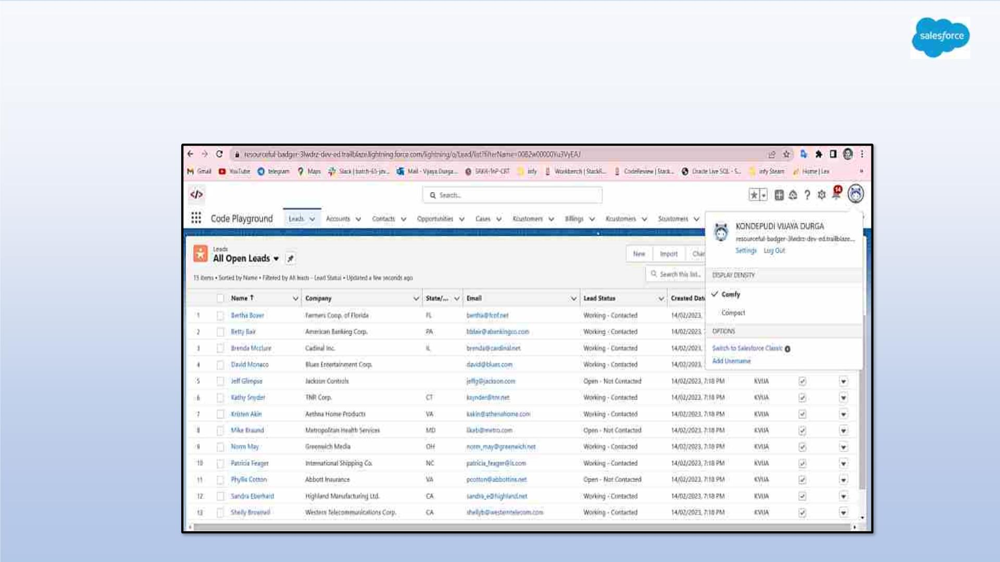 salesforce
resourceful-badger-3lwdrz-dev-ed.trailblaze.lightning.force.com/lightning/o/Lead/list?filterName=00B2w00000Yu3VyEAJ
Gmail YouTube telegram Maps Slack | batch-65-jav... Mail - Vijaya Durga... infy Workbench | StackR... CodeReview | Stack... Oracle Live SQL - S... infy Steam Home | Lex »
</> Search... 14
Code Playground Leads Accounts Contacts Opportunities Cases Kcustomers Billings Kcustomers Scustomers
KONDEPUDI VIJAYA DURGA
resourceful-badger-3lwdrz-dev-ed.trailblaze...
Settings Log Out
DISPLAY DENSITY
Comfy
Compact
OPTIONS
Switch to Salesforce Classic
Add Username
Leads
All Open Leads
New Import Chan
15 items • Sorted by Name • Filtered by All leads - Lead Status • Updated a few seconds ago
Search this list...
Name ↑ Company State/... Email Lead Status Created Date
1 Bertha Boxer Farmers Coop. of Florida FL bertha@fcof.net Working - Contacted 14/02/2023,
2 Betty Bair American Banking Corp. PA bblair@abankingco.com Working - Contacted 14/02/2023,
3 Brenda Mcclure Cadinal Inc. IL brenda@cardinal.net Working - Contacted 14/02/2023,
4 David Monaco Blues Entertainment Corp. david@blues.com Working - Contacted 14/02/2023,
5 Jeff Glimpse Jackson Controls jeffg@jackson.com Open - Not Contacted 14/02/2023, 7:18 PM KVIJA
6 Kathy Snyder TNR Corp. CT ksynder@tnr.net Working - Contacted 14/02/2023, 7:18 PM KVIJA
7 Kristen Akin Aethna Home Products VA kakin@athenahome.com Working - Contacted 14/02/2023, 7:18 PM KVIJA
8 Mike Braund Metropolitan Health Services MD likeb@metro.com Open - Not Contacted 14/02/2023, 7:18 PM KVIJA
9 Norm May Greenwich Media OH norm_may@greenwich.net Working - Contacted 14/02/2023, 7:18 PM KVIJA
10 Patricia Feager International Shipping Co. NC patricia_feager@is.com Working - Contacted 14/02/2023, 7:18 PM KVIJA
11 Phyllis Cotton Abbott Insurance VA pcotton@abbottins.net Open - Not Contacted 14/02/2023, 7:18 PM KVIJA
12 Sandra Eberhard Highland Manufacturing Ltd. CA sandra_e@highland.net Working - Contacted 14/02/2023, 7:18 PM KVIJA
13 Shelly Brownell Western Telecommunications Corp. CA shellyb@westerntelecom.com Working - Contacted 14/02/2023, 7:18 PM KVIJA